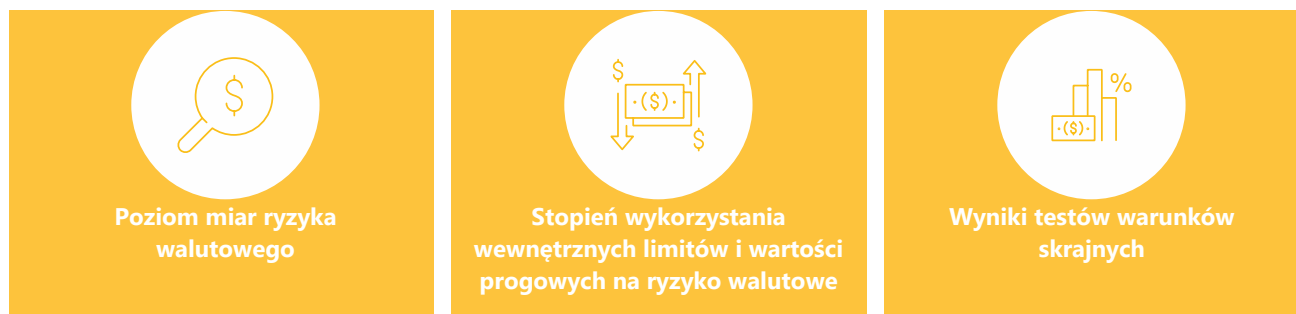 $
Poziom miar ryzyka
walutowego
$
($)
$
Stopień wykorzystania
wewnętrznych limitów i wartości
progowych na ryzyko walutowe
%
($)
Wyniki testów warunków
skrajnych